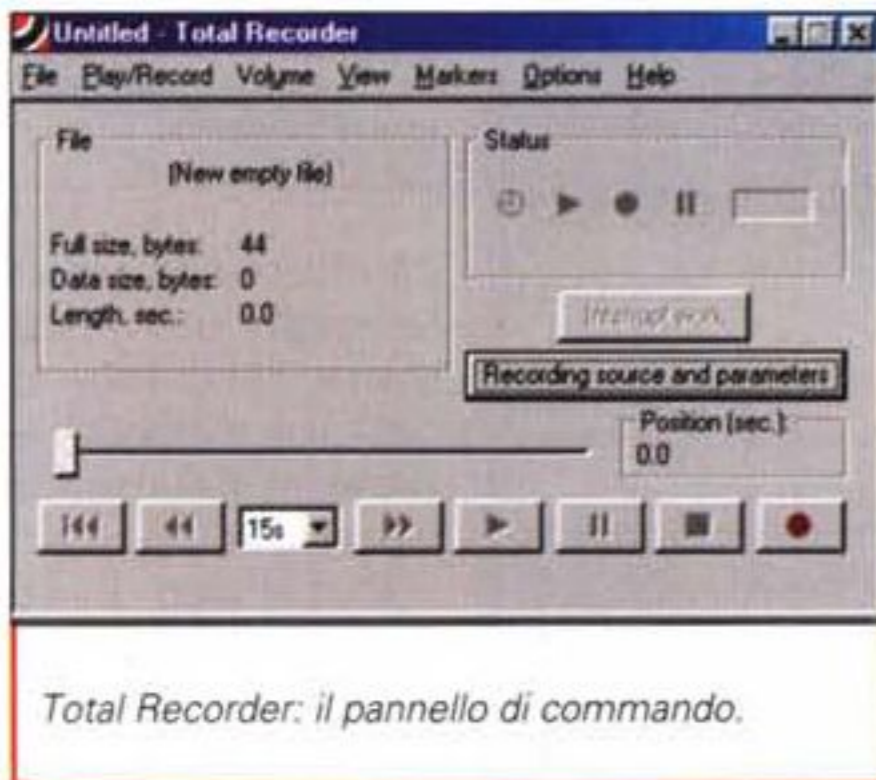 Untitled - Total Recorder
File Play/Record Volume View Markers Options Help
File
(New empty file)
Full size, bytes: 44
Data size, bytes: 0
Length, sec.: 0.0
Status
Recording source and parameters
Position (sec.):
0.0
15s
Total Recorder: il pannello di commando.